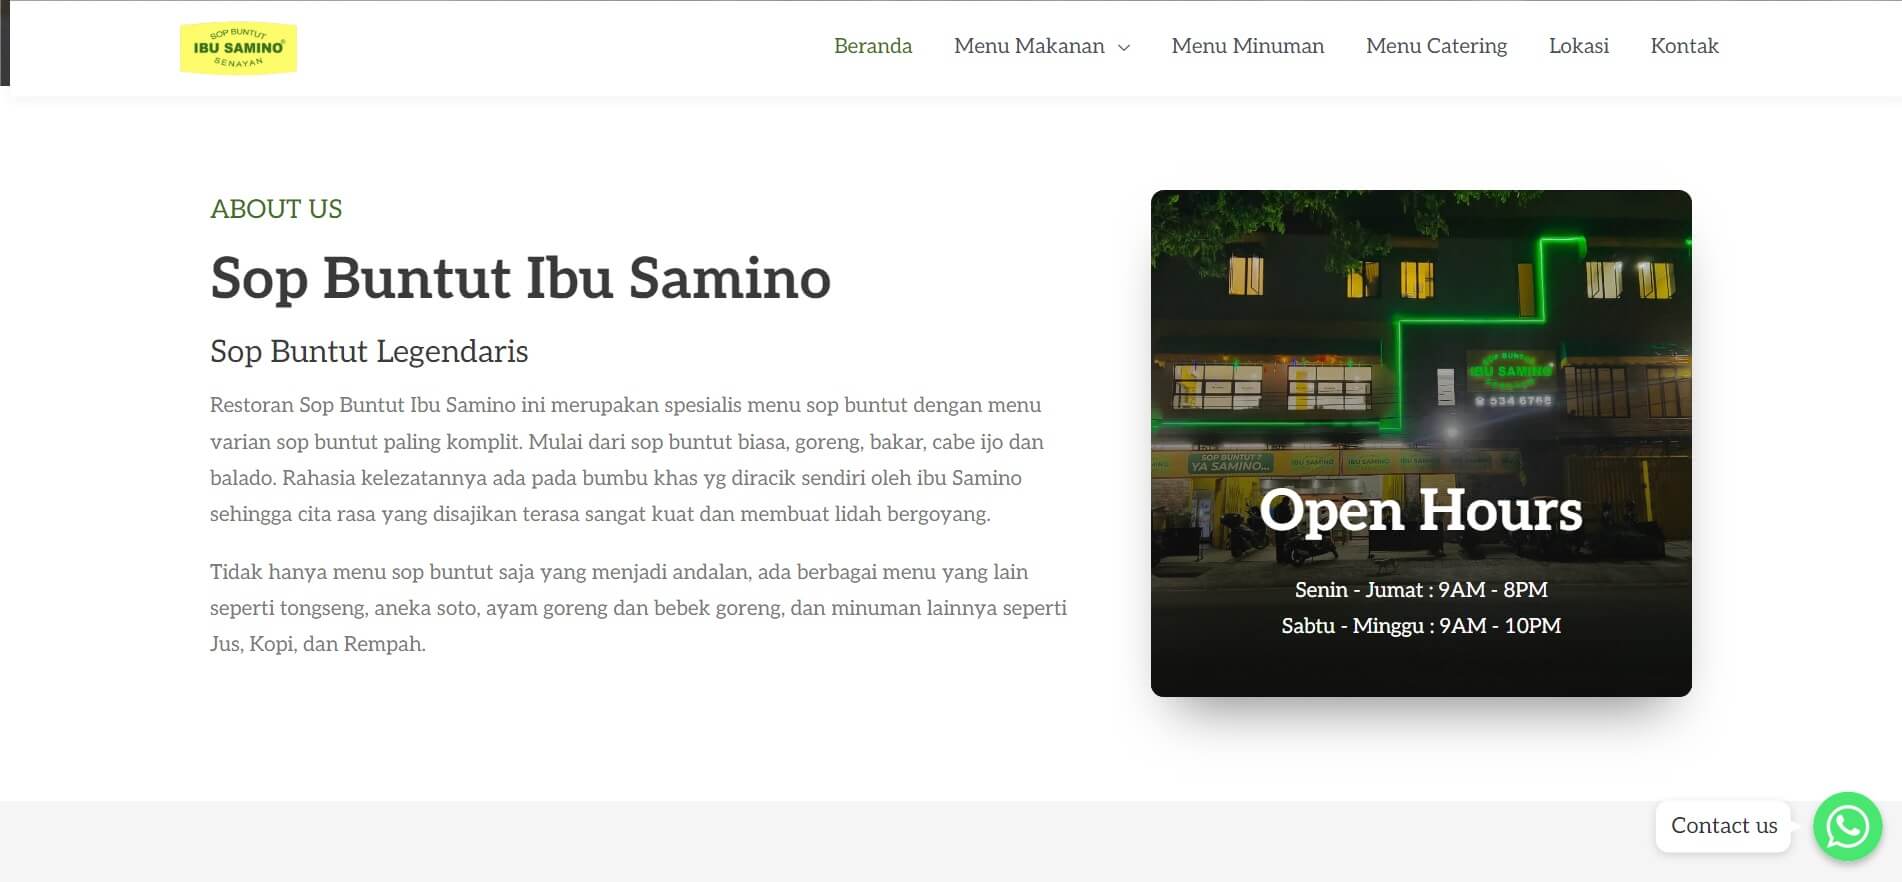 SOP BUNTUT
IBU SAMINO®
SENAYAN
Beranda
Menu Makanan
Menu Minuman
Menu Catering
Lokasi
Kontak
ABOUT US
Sop Buntut Ibu Samino
Sop Buntut Legendaris
Restoran Sop Buntut Ibu Samino ini merupakan spesialis menu sop buntut dengan menu
varian sop buntut paling komplit. Mulai dari sop buntut biasa, goreng, bakar, cabe ijo dan
balado. Rahasia kelezatannya ada pada bumbu khas yg diracik sendiri oleh ibu Samino
sehingga cita rasa yang disajikan terasa sangat kuat dan membuat lidah bergoyang.
Tidak hanya menu sop buntut saja yang menjadi andalan, ada berbagai menu yang lain
seperti tongseng, aneka soto, ayam goreng dan bebek goreng, dan minuman lainnya seperti
Jus, Kopi, dan Rempah.
SOP BUNTUT
IBU SAMINO
SENAYAN
534 6768
SOP BUNTUT ?
YA SAMINO...
IBU SAMINO
IBU SAMINO
Open Hours
Senin - Jumat : 9AM - 8PM
Sabtu - Minggu : 9AM - 10PM
Contact us